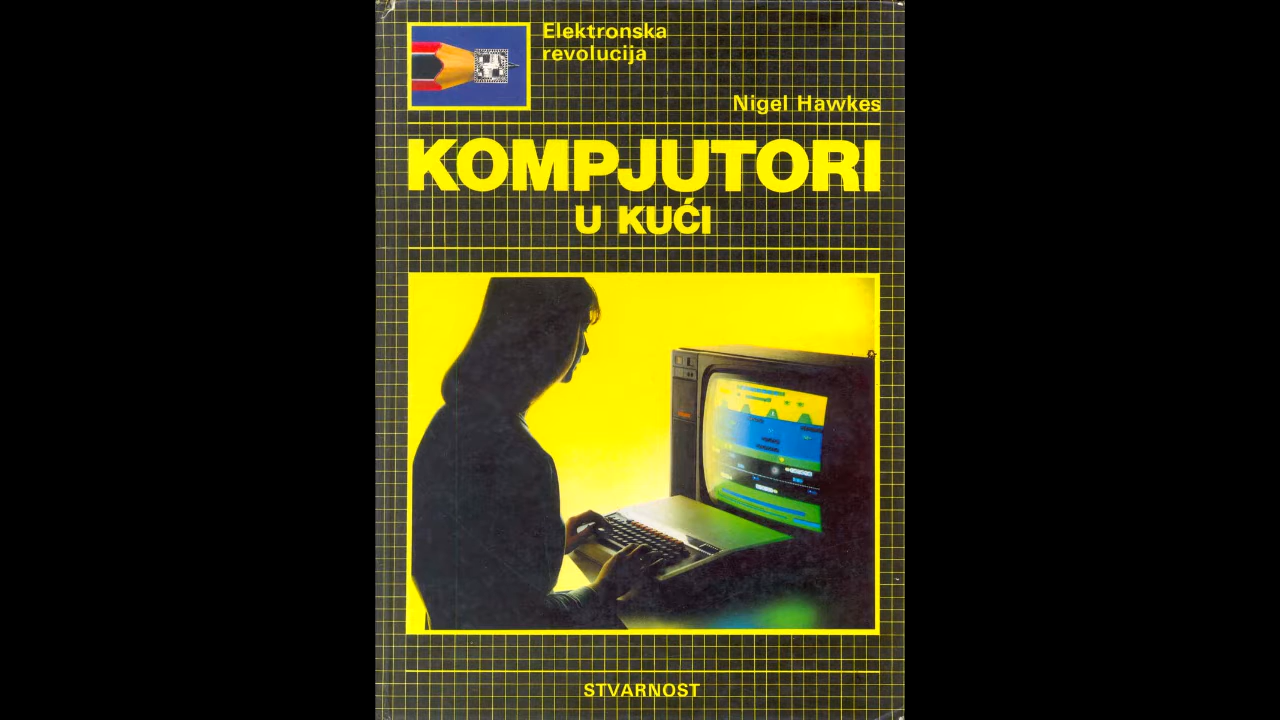 Elektronska
revolucija
Nigel Hawkes
KOMPJUTORI
U KUĆI
STVARNOST